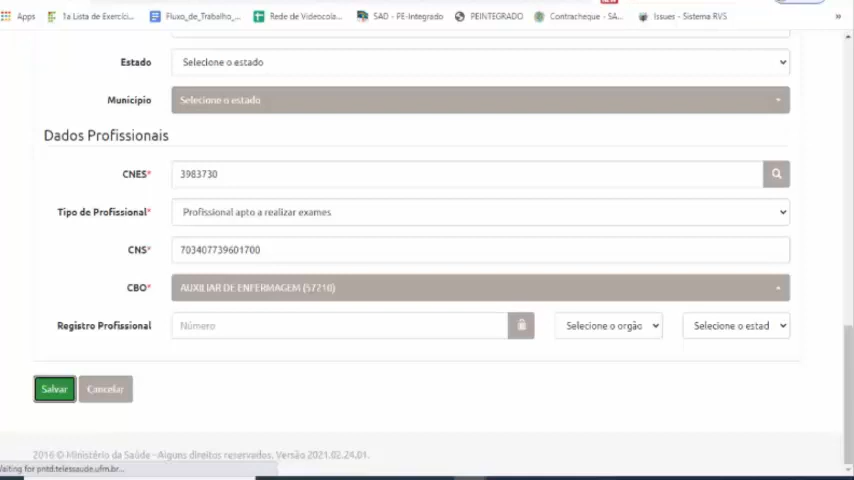 Apps 1a Lista de Exercíci... Fluxo_de_Trabalho_... Rede de Videocola... SAD - PE-Integrado PEINTEGRADO Contracheque - SA... Issues - Sistema RVS »
Estado Selecione o estado
Município Selecione o estado
Dados Profissionais
CNES* 3983730
Tipo de Profissional* Profissional apto a realizar exames
CNS* 703407739601700
CBO* AUXILIAR DE ENFERMAGEM (57210)
Registro Profissional Número Selecione o orgão Selecione o estad
Salvar Cancelar
2016 © Ministério da Saúde - Alguns direitos reservados. Versão 2021.02.24.01.
Waiting for pntd.telessaude.ufrn.br...